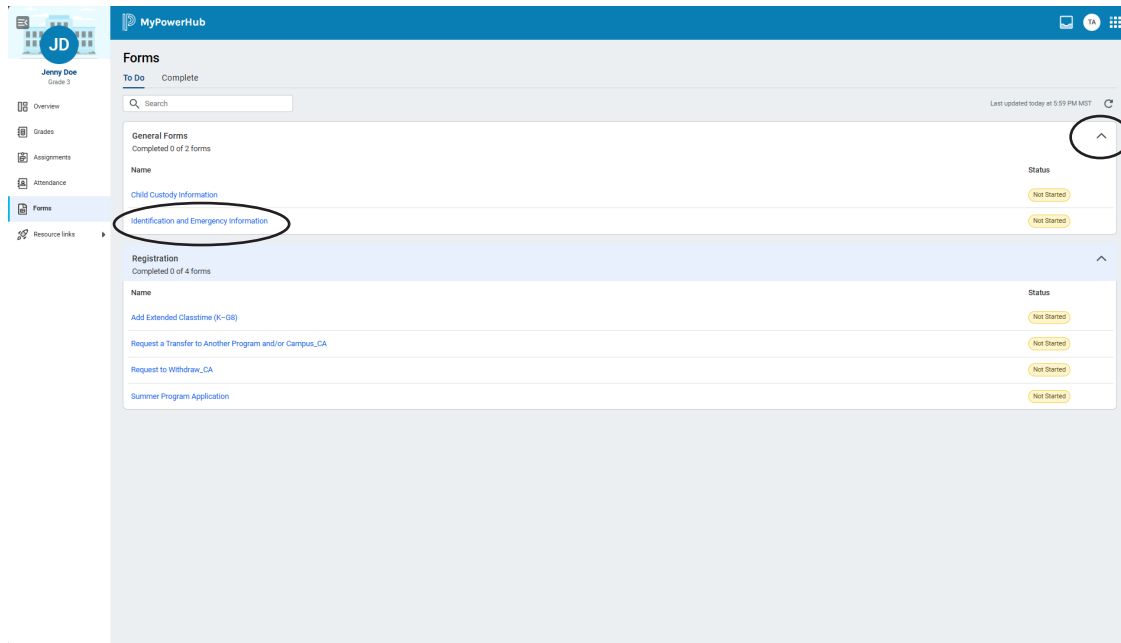 MyPowerHub
TA
JD
Jenny Doe
Grade 3
Overview
Grades
Assignments
Attendance
Forms
Resource links
Forms
To Do Complete
Search
Last updated today at 5:59 PM MST
General Forms
Completed 0 of 2 forms
Name Status
Child Custody Information Not Started
Identification and Emergency Information Not Started
Registration
Completed 0 of 4 forms
Name Status
Add Extended Classtime (K–G8) Not Started
Request a Transfer to Another Program and/or Campus_CA Not Started
Request to Withdraw_CA Not Started
Summer Program Application Not Started